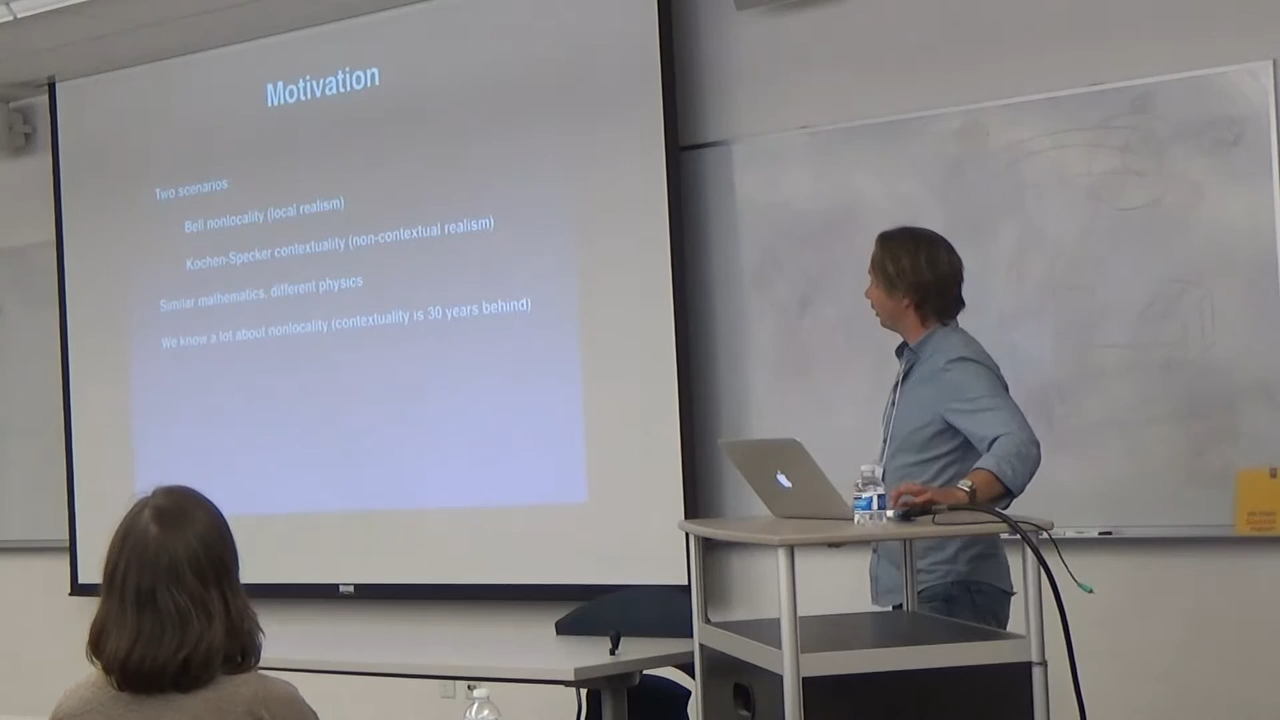 Motivation
Two scenarios:
Bell nonlocality (local realism)
Kochen-Specker contextuality (non-contextual realism)
Similar mathematics, different physics
We know a lot about nonlocality (contextuality is 30 years behind)